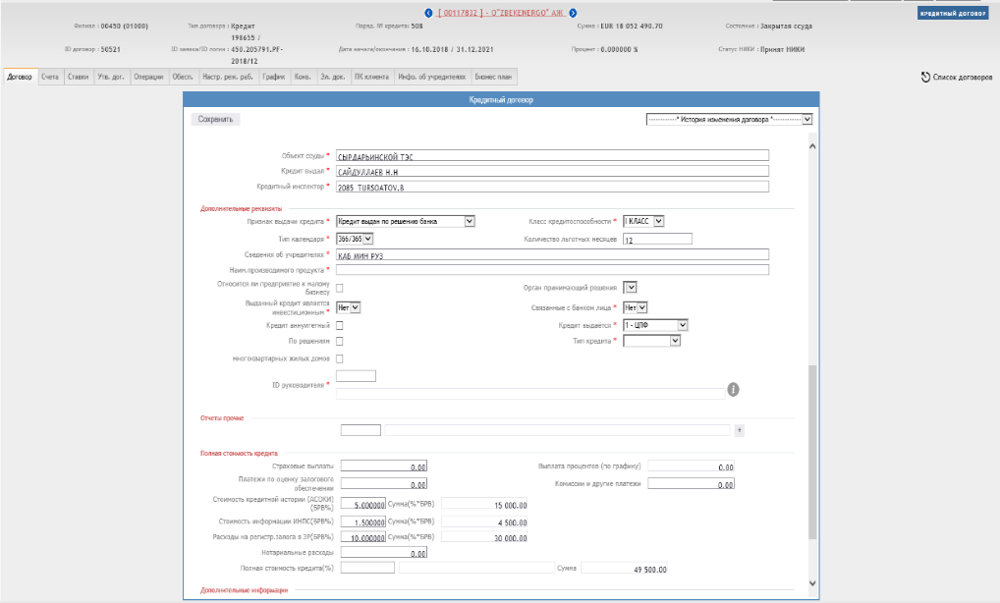 [ 00117832 ] - O"ZBEKENERGO" АЖ
КРЕДИТНЫЙ ДОГОВОР
Филиал : 00450 (01000) Тип договора : Кредит Поряд. № кредита: 508 Сумма : EUR 18 052 490.70 Состояние : Закрытая ссуда
198655 /
ID договор : 50521 ID заявка/ID логин : 450.205791.PF- Дата начала/окончания : 16.10.2018 / 31.12.2021 Процент : 0.000000 % Статус НИКИ : Принят НИКИ
2018/12
Договор Счета Ставки Утв. дог. Операции Обесп. Настр. реж. раб. График Конв. Эл. док. ПК клиента Инфо. об учредителях Бизнес план Список договоров
Кредитный договор
Сохранить ------------* История изменения договора *------------
Объект ссуды * СЫРДАРЬИНСКОЙ ТЭС
Кредит выдал * САЙДУЛЛАЕВ Н.Н
Кредитный инспектор * 2085 TURSOATOV.B
Дополнительные реквизиты
Признак выдачи кредита * Кредит выдан по решению банка Класс кредитоспособности * I КЛАСС
Тип календаря * 366/365 Количество льготных месяцев 12
Сведения об учредителях * КАБ МИН РУЗ
Наим.производимого продукта *
Относится ли предприятие к малому
бизнесу Орган принимающий решения
Выданный кредит является
инвестиционным * Нет Связанные с банком лица * Нет
Кредит аннуитетный Кредит выдаётся * 1 - ЦПФ
По решениям Тип кредита *
многоквартирных жилых домов
ID руководителя *
Отчеты прочие
+
Полная стоимость кредита
Страховые выплаты 0.00 Выплата процентов (по графику) 0.00
Платежи по оценку залогового
обеспечения 0.00 Комиссии и другие платежи 0.00
Стоимость кредитной истории (АСОКИ)
(БРВ%) 5.000000 Сумма(%*БРВ) 15 000.00
Стоимость информации ИНПС(БРВ%) 1.500000 Сумма(%*БРВ) 4 500.00
Расходы на регистр.залога в ЗР(БРВ%) 10.000000 Сумма(%*БРВ) 30 000.00
Нотариальные расходы 0.00
Полная стоимость кредита(%) Сумма 49 500.00
Дополнительные информация